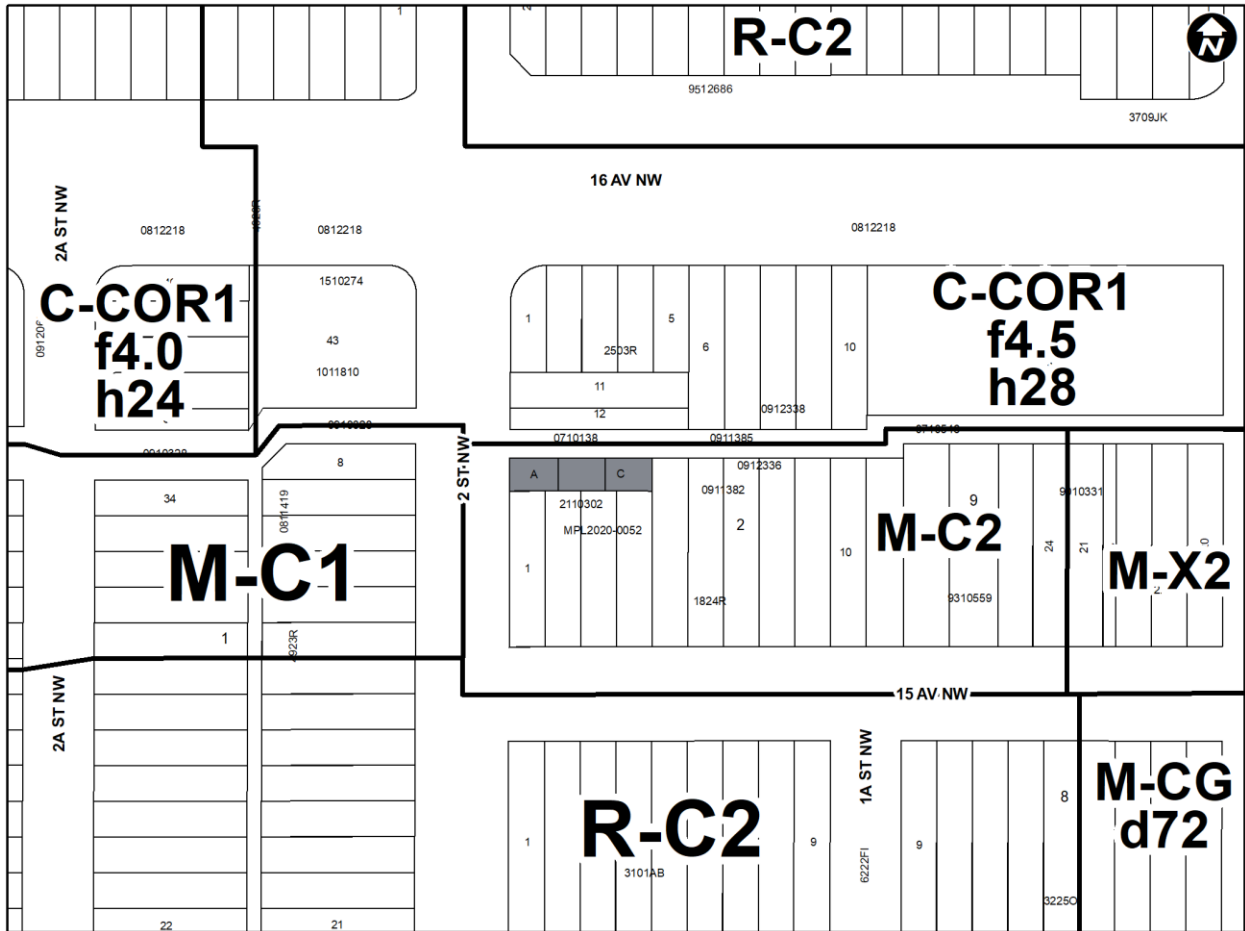 R-C2
N
9512686
3709JK
16 AV NW
2A ST NW
0812218
0812218
0812218
1510274
C-COR1
f4.0
h24
43
1011810
1
5
2503R
6
10
11
12
0912338
C-COR1
f4.5
h28
0710138
0911385
2 ST NW
8
34
0811419
A
C
0912336
0911382
2110302
MPL2020-0052
2
1
10
1824R
9
M-C2
9310559
24
21
9910331
M-X2
M-C1
1
15 AV NW
2A ST NW
1A ST NW
R-C2
1
9
3101AB
6222FI
9
8
3225O
M-CG
d72
22
21